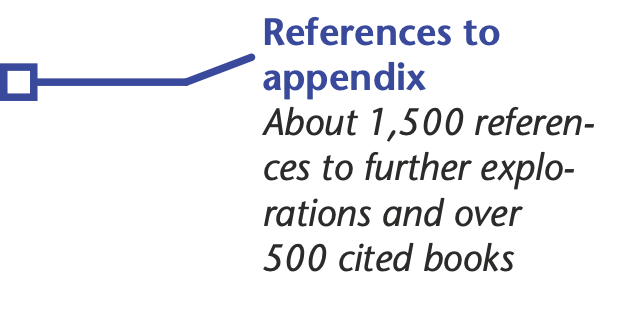 References to
appendix
About 1,500 referen-
ces to further explo-
rations and over
500 cited books